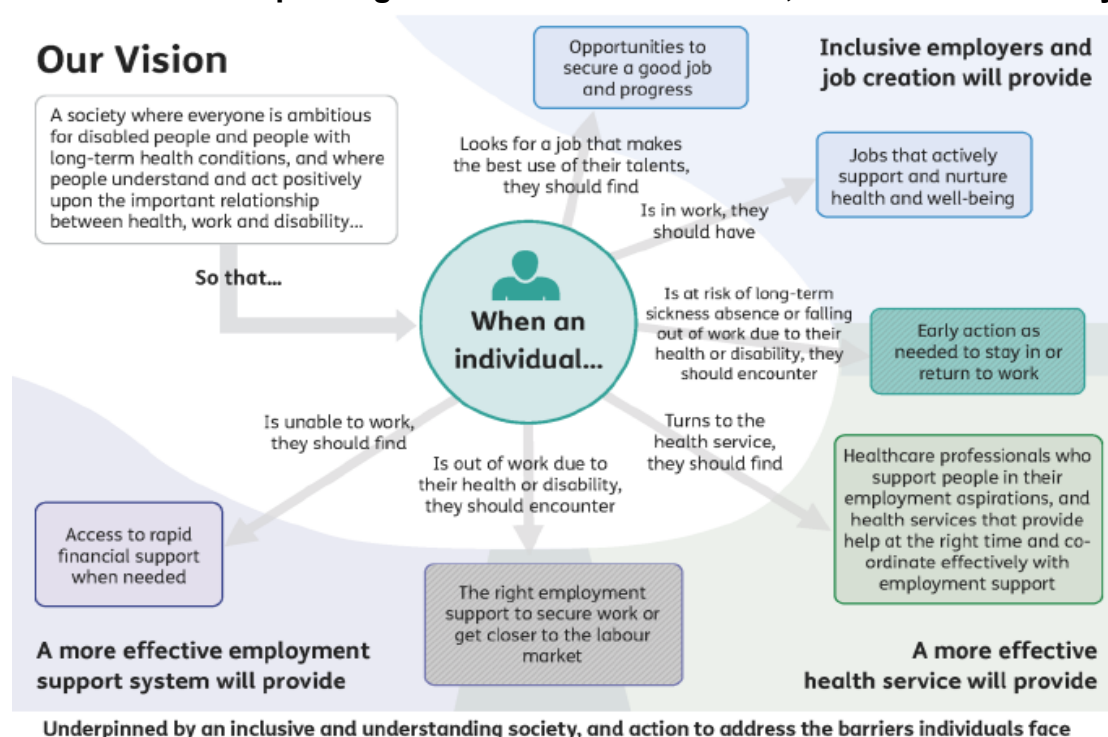 Our Vision
A society where everyone is ambitious
for disabled people and people with
long-term health conditions, and where
people understand and act positively
upon the important relationship
between health, work and disability...
So that...
When an
individual...
Looks for a job that makes
the best use of their talents,
they should find
Opportunities to
secure a good job
and progress
Inclusive employers and
job creation will provide
Is in work, they
should have
Jobs that actively
support and nurture
health and well-being
Is at risk of long-term
sickness absence or falling
out of work due to their
health or disability, they
should encounter
Early action as
needed to stay in or
return to work
Turns to the
health service,
they should find
Healthcare professionals who
support people in their
employment aspirations, and
health services that provide
help at the right time and co-
ordinate effectively with
employment support
A more effective
health service will provide
Is out of work due to
their health or disability,
they should encounter
The right employment
support to secure work or
get closer to the labour
market
Is unable to work,
they should find
Access to rapid
financial support
when needed
A more effective employment
support system will provide
Underpinned by an inclusive and understanding society, and action to address the barriers individuals face